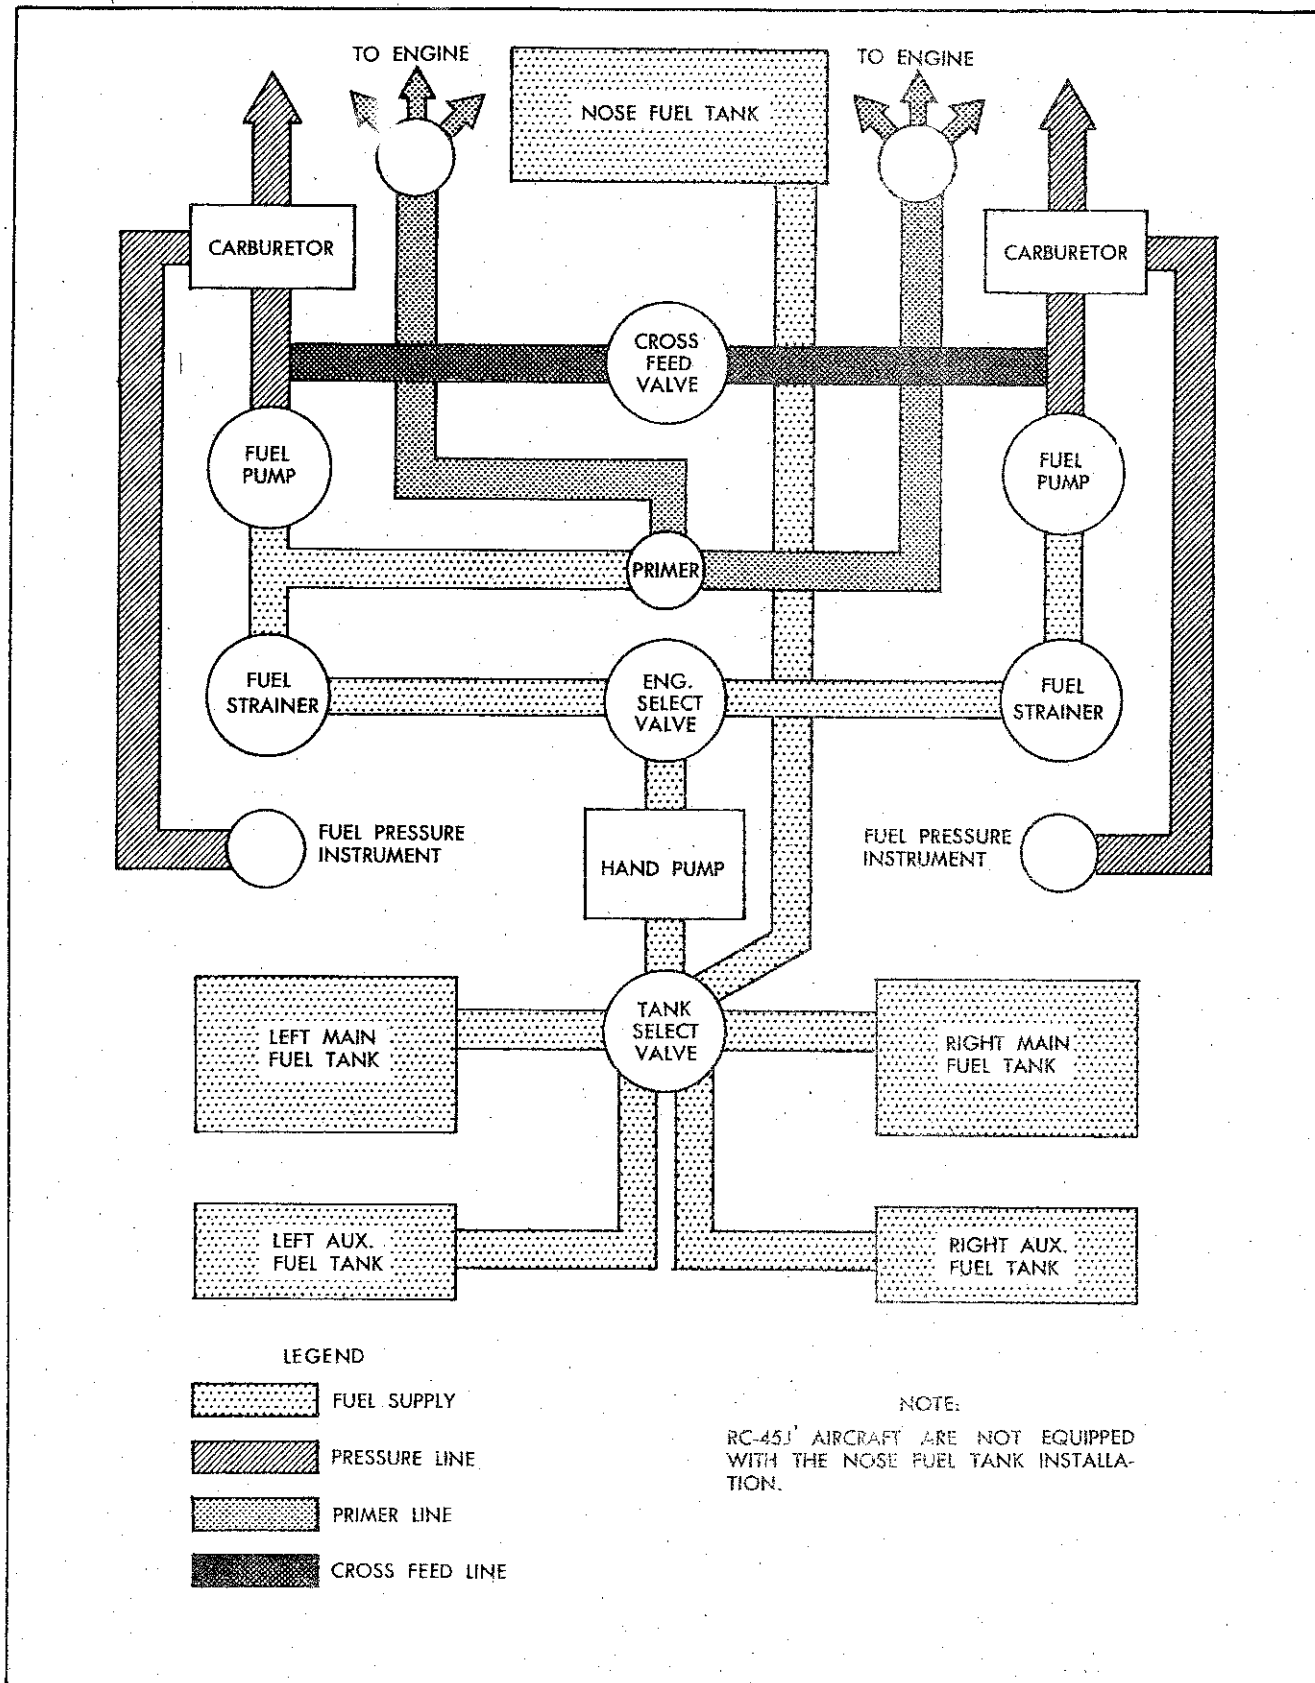 TO ENGINE
NOSE FUEL TANK
TO ENGINE
CARBURETOR
CARBURETOR
CROSS
FEED
VALVE
FUEL
PUMP
FUEL
PUMP
PRIMER
FUEL
STRAINER
ENG.
SELECT
VALVE
FUEL
STRAINER
FUEL PRESSURE
INSTRUMENT
HAND PUMP
FUEL PRESSURE
INSTRUMENT
LEFT MAIN
FUEL TANK
TANK
SELECT
VALVE
RIGHT MAIN
FUEL TANK
LEFT AUX.
FUEL TANK
RIGHT AUX.
FUEL TANK
LEGEND
FUEL SUPPLY
PRESSURE LINE
PRIMER LINE
CROSS FEED LINE
NOTE:
RC-45J AIRCRAFT ARE NOT EQUIPPED
WITH THE NOSE FUEL TANK INSTALLA-
TION.